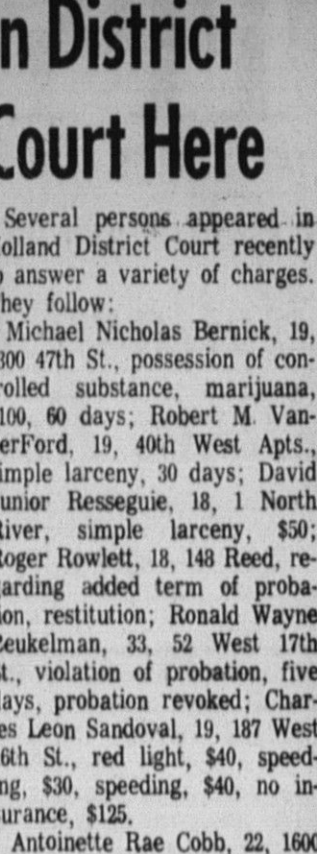 n District
Court Here
Several persons appeared in
olland District Court recently
o answer a variety of charges.
hey follow:
Michael Nicholas Bernick, 19,
300 47th St., possession of con-
rolled substance, marijuana,
100, 60 days; Robert M. Van-
erFord, 19, 40th West Apts.,
imple larceny, 30 days; David
unior Resseguie, 18, 1 North
River, simple larceny, $50;
Roger Rowlett, 18, 148 Reed, re-
arding added term of proba-
ion, restitution; Ronald Wayne
Beukelman, 33, 52 West 17th
St., violation of probation, five
days, probation revoked; Char-
es Leon Sandoval, 19, 187 West
6th St., red light, $40, speed-
ng, $30, speeding, $40, no in-
urance, $125.
Antoinette Rae Cobb, 22, 1600